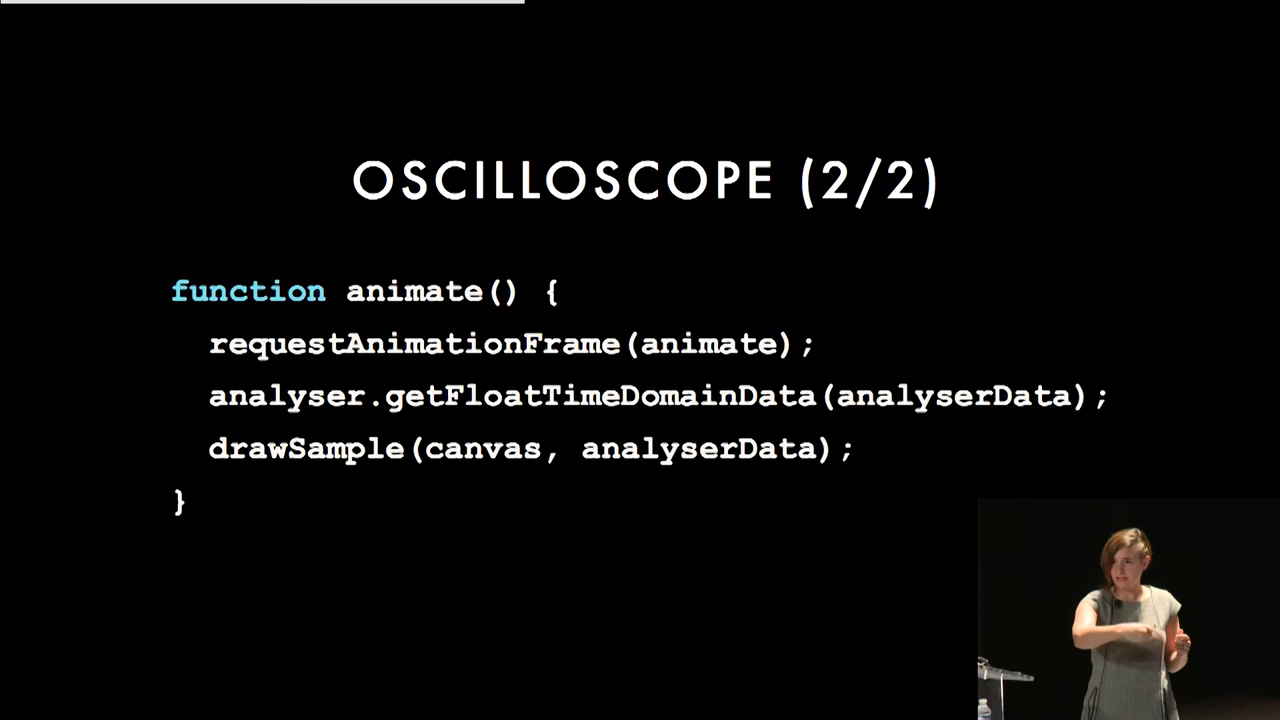 OSCILLOSCOPE (2/2)
function animate() {
requestAnimationFrame(animate);
analyser.getFloatTimeDomainData(analyserData);
drawSample(canvas, analyserData);
}